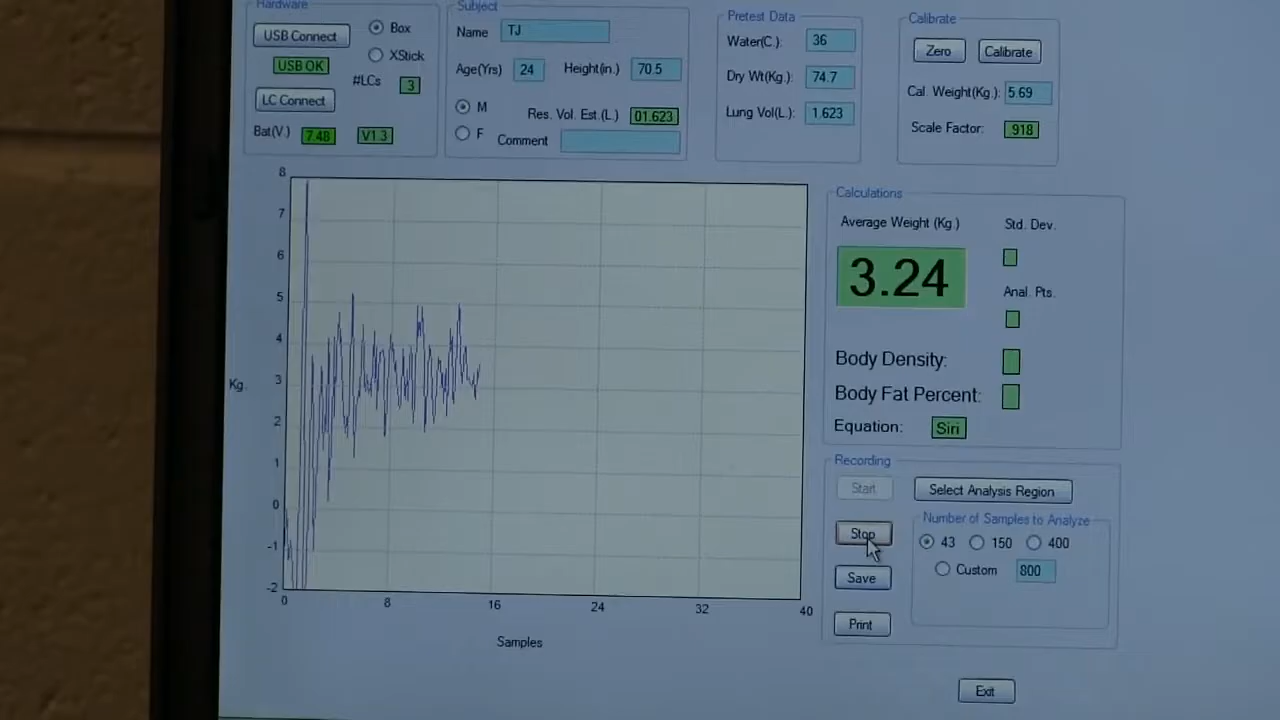 Hardware
USB Connect
Box
USB OK
XStick
#LCs
3
LC Connect
Bat(V.)
7.48
V1 3
Subject
Name
TJ
Age(Yrs)
24
Height(in.)
70.5
M
Res. Vol. Est.(L.)
01.623
F
Comment
Pretest Data
Water(C.):
36
Dry Wt(Kg.):
74.7
Lung Vol(L.):
1.623
Calibrate
Zero
Calibrate
Cal. Weight(Kg.):
5.69
Scale Factor:
.918
8
7
6
5
4
Kg.
3
2
1
0
-1
-2
0
8
16
24
32
40
Samples
Calculations
Average Weight (Kg.)
Std. Dev.
3.24
Anal. Pts.
Body Density:
Body Fat Percent:
Equation:
Siri
Recording
Start
Select Analysis Region
Stop
Number of Samples to Analyze
43
150
400
Save
Custom
800
Print
Exit